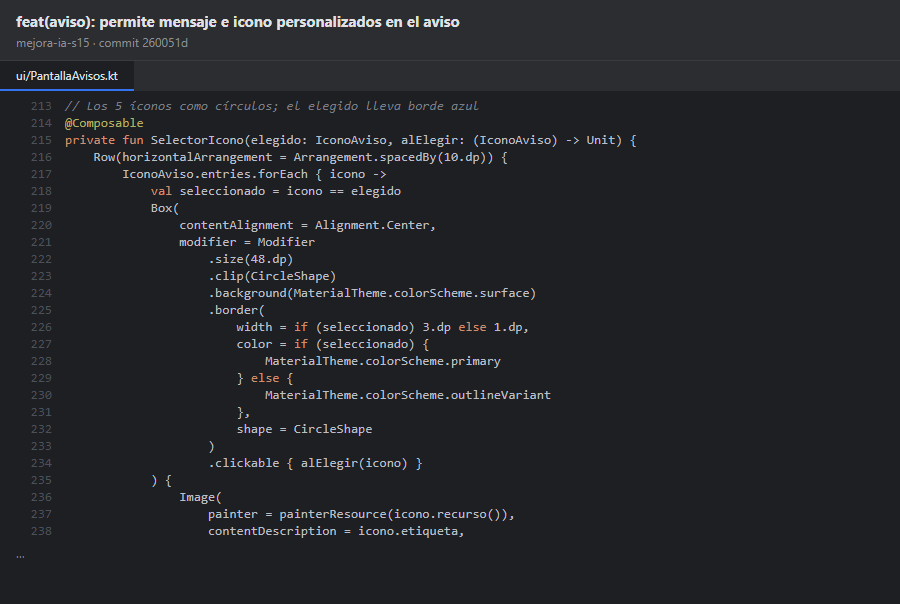 feat(aviso): permite mensaje e icono personalizados en el aviso
mejora-ia-s15 · commit 260051d
ui/PantallaAvisos.kt
213 // Los 5 íconos como círculos; el elegido lleva borde azul
214 @Composable
215 private fun SelectorIcono(elegido: IconoAviso, alElegir: (IconoAviso) -> Unit) {
216     Row(horizontalArrangement = Arrangement.spacedBy(10.dp)) {
217         IconoAviso.entries.forEach { icono ->
218             val seleccionado = icono == elegido
219             Box(
220                 contentAlignment = Alignment.Center,
221                 modifier = Modifier
222                     .size(48.dp)
223                     .clip(CircleShape)
224                     .background(MaterialTheme.colorScheme.surface)
225                     .border(
226                         width = if (seleccionado) 3.dp else 1.dp,
227                         color = if (seleccionado) {
228                             MaterialTheme.colorScheme.primary
229                         } else {
230                             MaterialTheme.colorScheme.outlineVariant
231                         },
232                         shape = CircleShape
233                     )
234                     .clickable { alElegir(icono) }
235             ) {
236                 Image(
237                     painter = painterResource(icono.recurso()),
238                     contentDescription = icono.etiqueta,
…